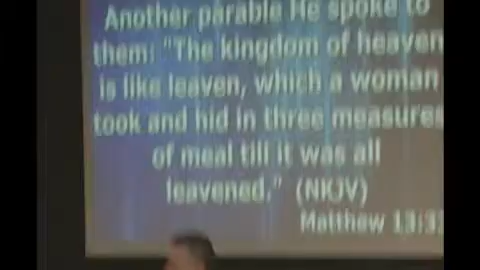 Another parable He spoke to
them: "The kingdom of heaven
is like leaven, which a woman
took and hid in three measures
of meal till it was all
leavened." (NKJV)
Matthew 13:33